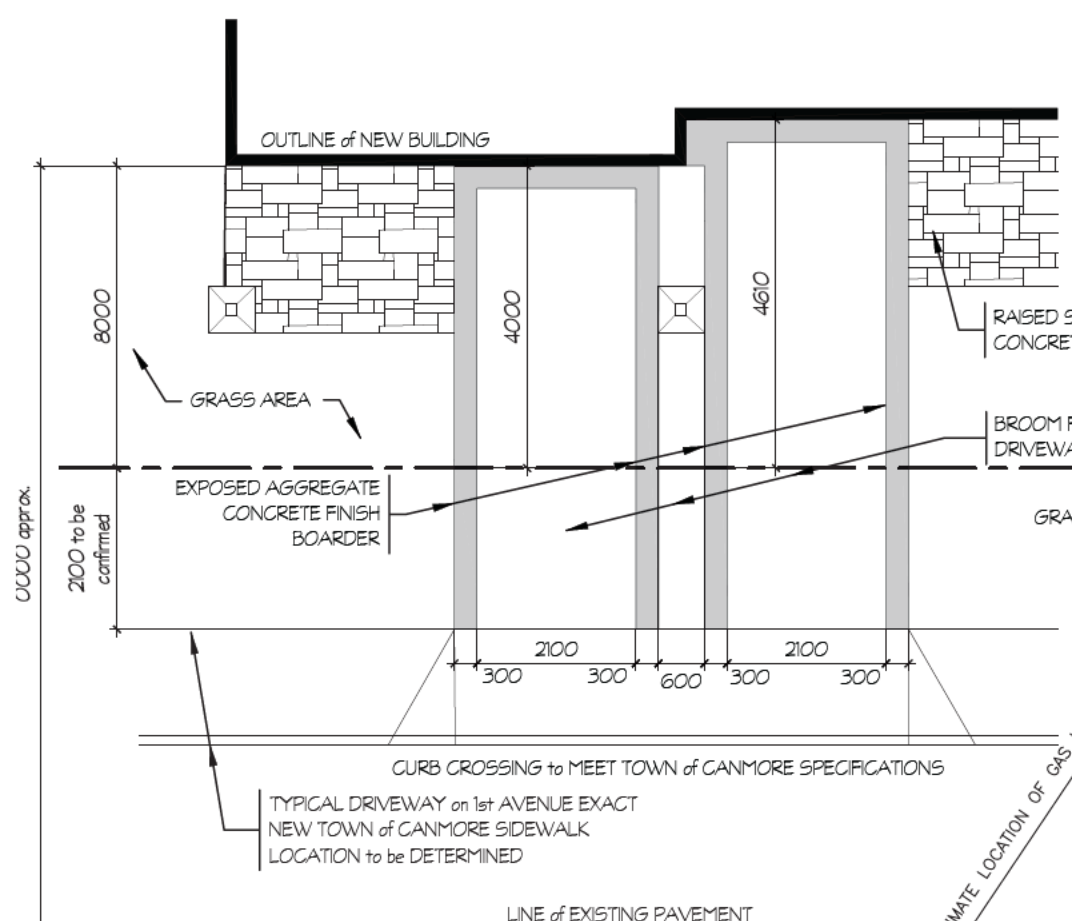 OUTLINE of NEW BUILDING
8000
4000
4610
RAISED S
CONCRET
GRASS AREA
BROOM F
DRIVEWA
EXPOSED AGGREGATE
CONCRETE FINISH
BOARDER
GRA
0000 approx.
2100 to be
confirmed
2100
2100
300
300
600
300
300
CURB CROSSING to MEET TOWN of CANMORE SPECIFICATIONS
TYPICAL DRIVEWAY on 1st AVENUE EXACT
NEW TOWN of CANMORE SIDEWALK
LOCATION to be DETERMINED
IMATE LOCATION OF GAS
LINE of EXISTING PAVEMENT